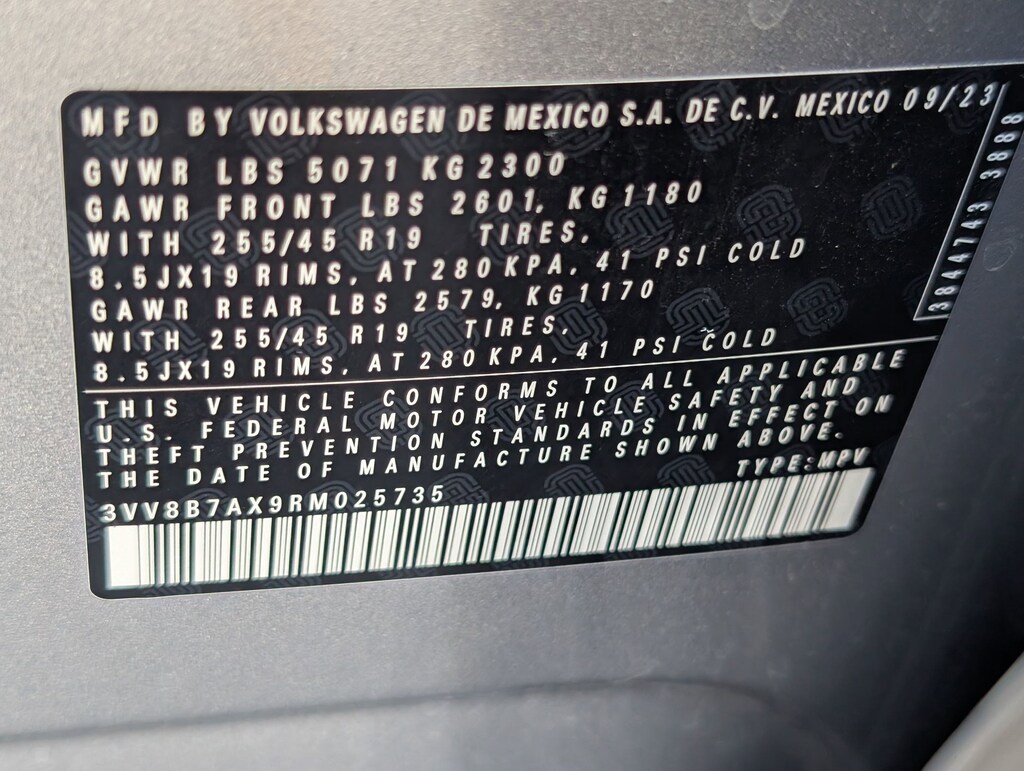 MFD BY VOLKSWAGEN DE MEXICO S.A. DE C.V. MEXICO 09/23
GVWR LBS 5071 KG 2300
GAWR FRONT LBS 2601, KG 1180
WITH 255/45 R19 TIRES,
8.5JX19 RIMS, AT 280 KPA, 41 PSI COLD
GAWR REAR LBS 2579, KG 1170
WITH 255/45 R19 TIRES,
8.5JX19 RIMS, AT 280 KPA, 41 PSI COLD
THIS VEHICLE CONFORMS TO ALL APPLICABLE
U.S. FEDERAL MOTOR VEHICLE SAFETY AND
THEFT PREVENTION STANDARDS IN EFFECT ON
THE DATE OF MANUFACTURE SHOWN ABOVE.
TYPE:MPV
3VV8B7AX9RM025735
3844743 3888